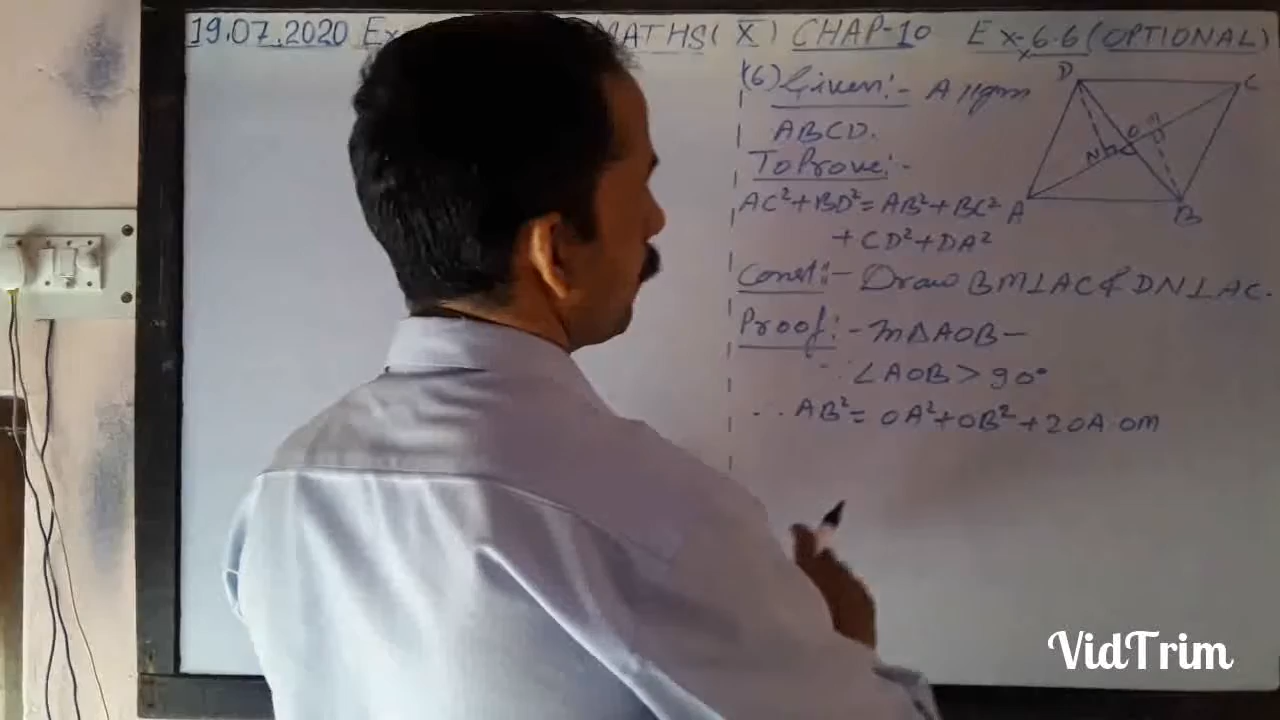 19.07.2020 Ex MATHS( X ) CHAP-10 Ex-6.6 (OPTIONAL)
(6) Given:- A ||gm
ABCD.
To Prove:-
AC²+BD²=AB²+BC²
+CD²+DA²
Const:- Draw BM⊥AC & DN⊥AC.
Proof:- In ΔAOB-
∠AOB>90°
∴ AB²= OA²+OB²+2OA.OM
D
C
O
M
N
A
B
VidTrim